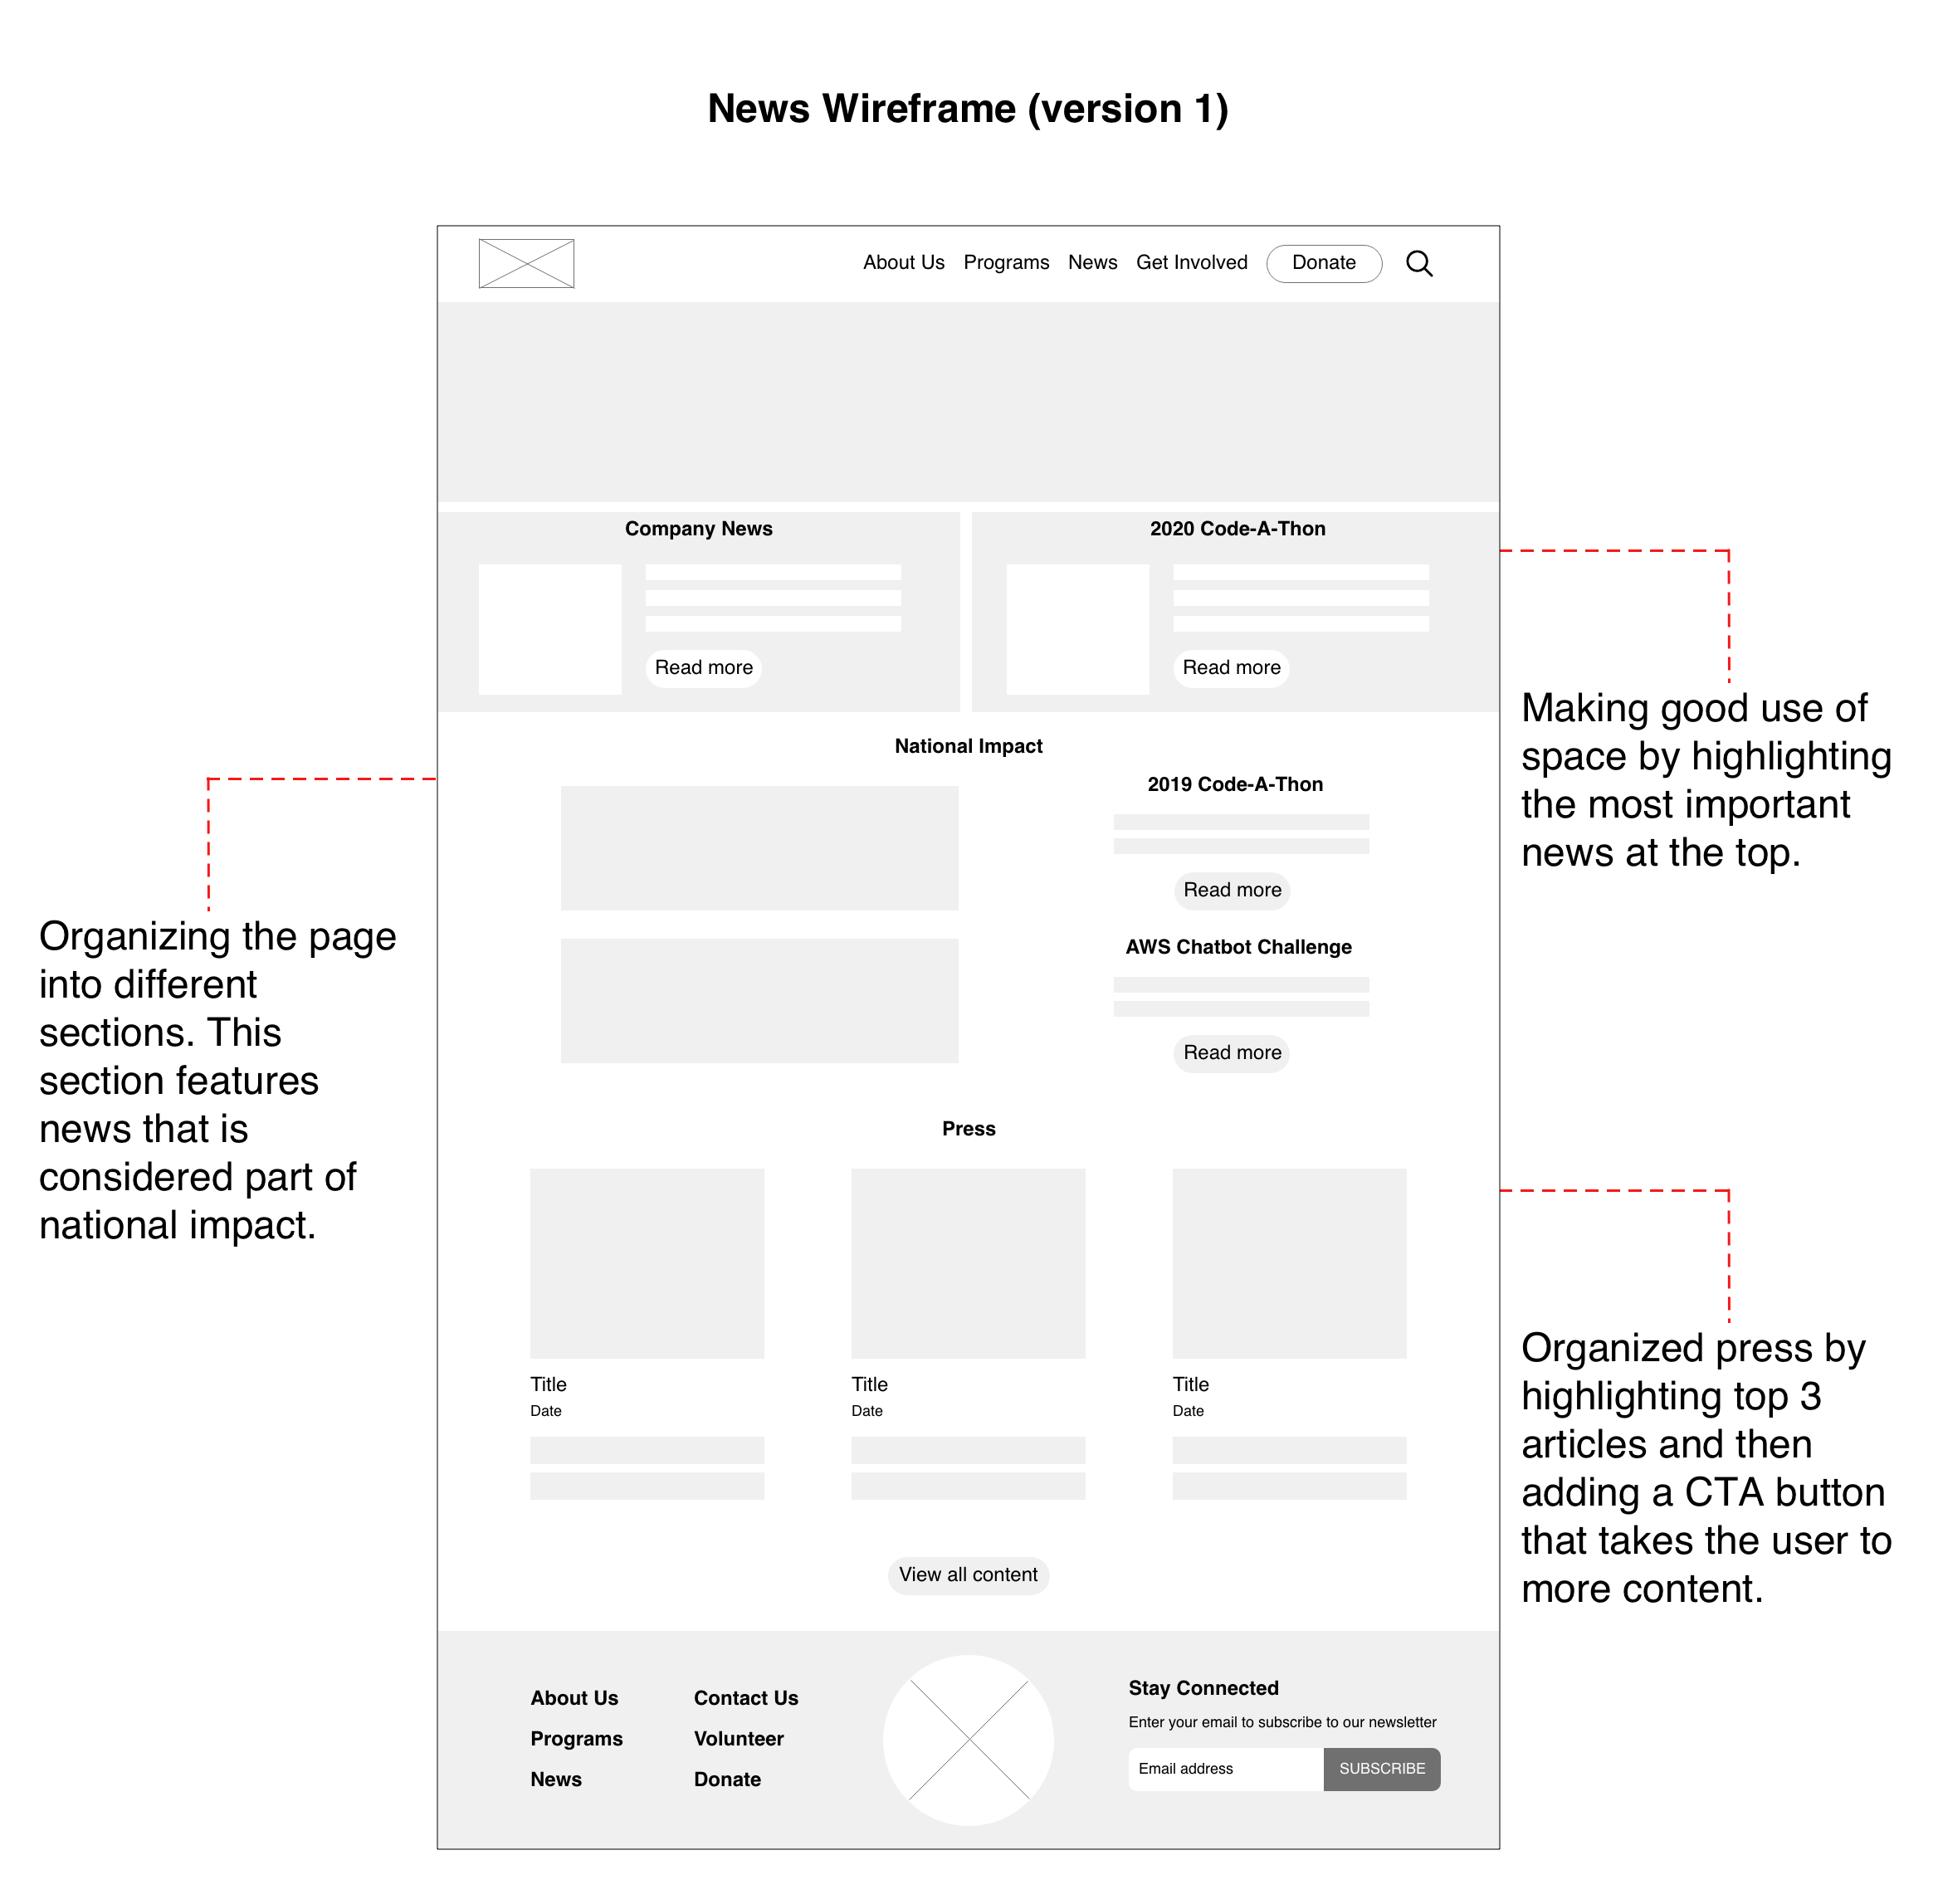 News Wireframe (version 1)
About Us Programs News Get Involved Donate
Company News
Read more
2020 Code-A-Thon
Read more
Making good use of
space by highlighting
the most important
news at the top.
National Impact
2019 Code-A-Thon
Read more
AWS Chatbot Challenge
Read more
Organizing the page
into different
sections. This
section features
news that is
considered part of
national impact.
Press
Title
Date
Title
Date
Title
Date
View all content
Organized press by
highlighting top 3
articles and then
adding a CTA button
that takes the user to
more content.
About Us
Programs
News
Contact Us
Volunteer
Donate
Stay Connected
Enter your email to subscribe to our newsletter
Email address SUBSCRIBE